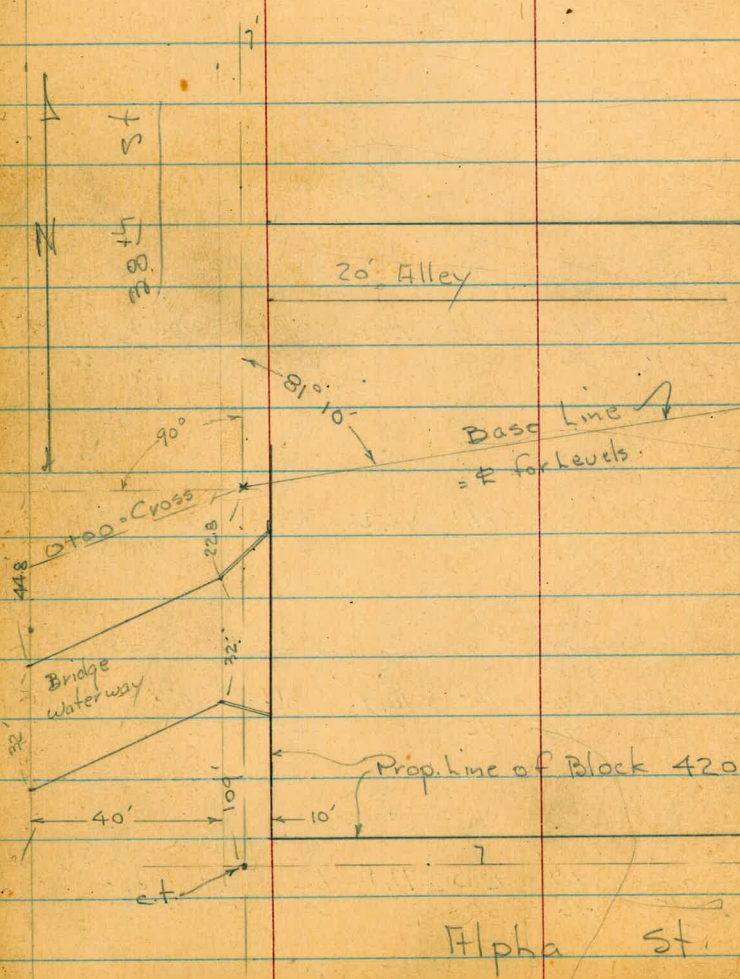 7'
N
38th St
20' Alley
81° 10'
90°
Base Line
= ℄ for Levels.
0+00 = Cross
22.8
44.8
32'
Bridge
Waterway
32'
109'
Prop. Line of Block 420
40'
10'
7
c.t.
Alpha St.